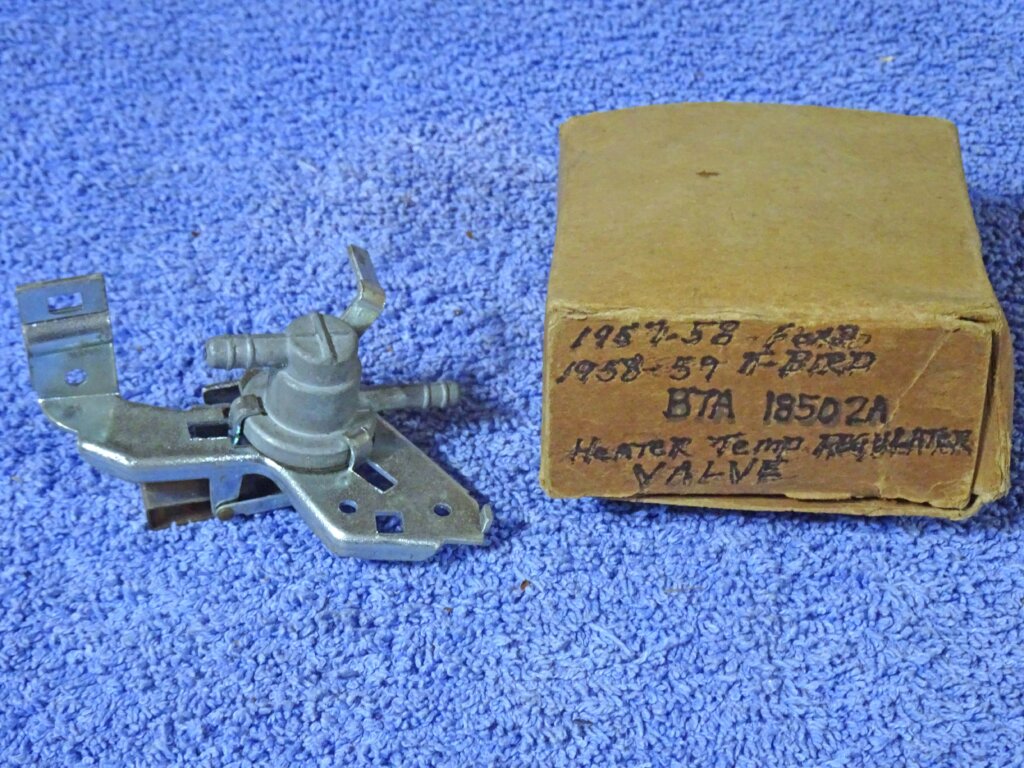 1957-58 Ford
1958-59 T-BIRD
B7A 18502A
HEATER TEMP REGULATER
VALVE